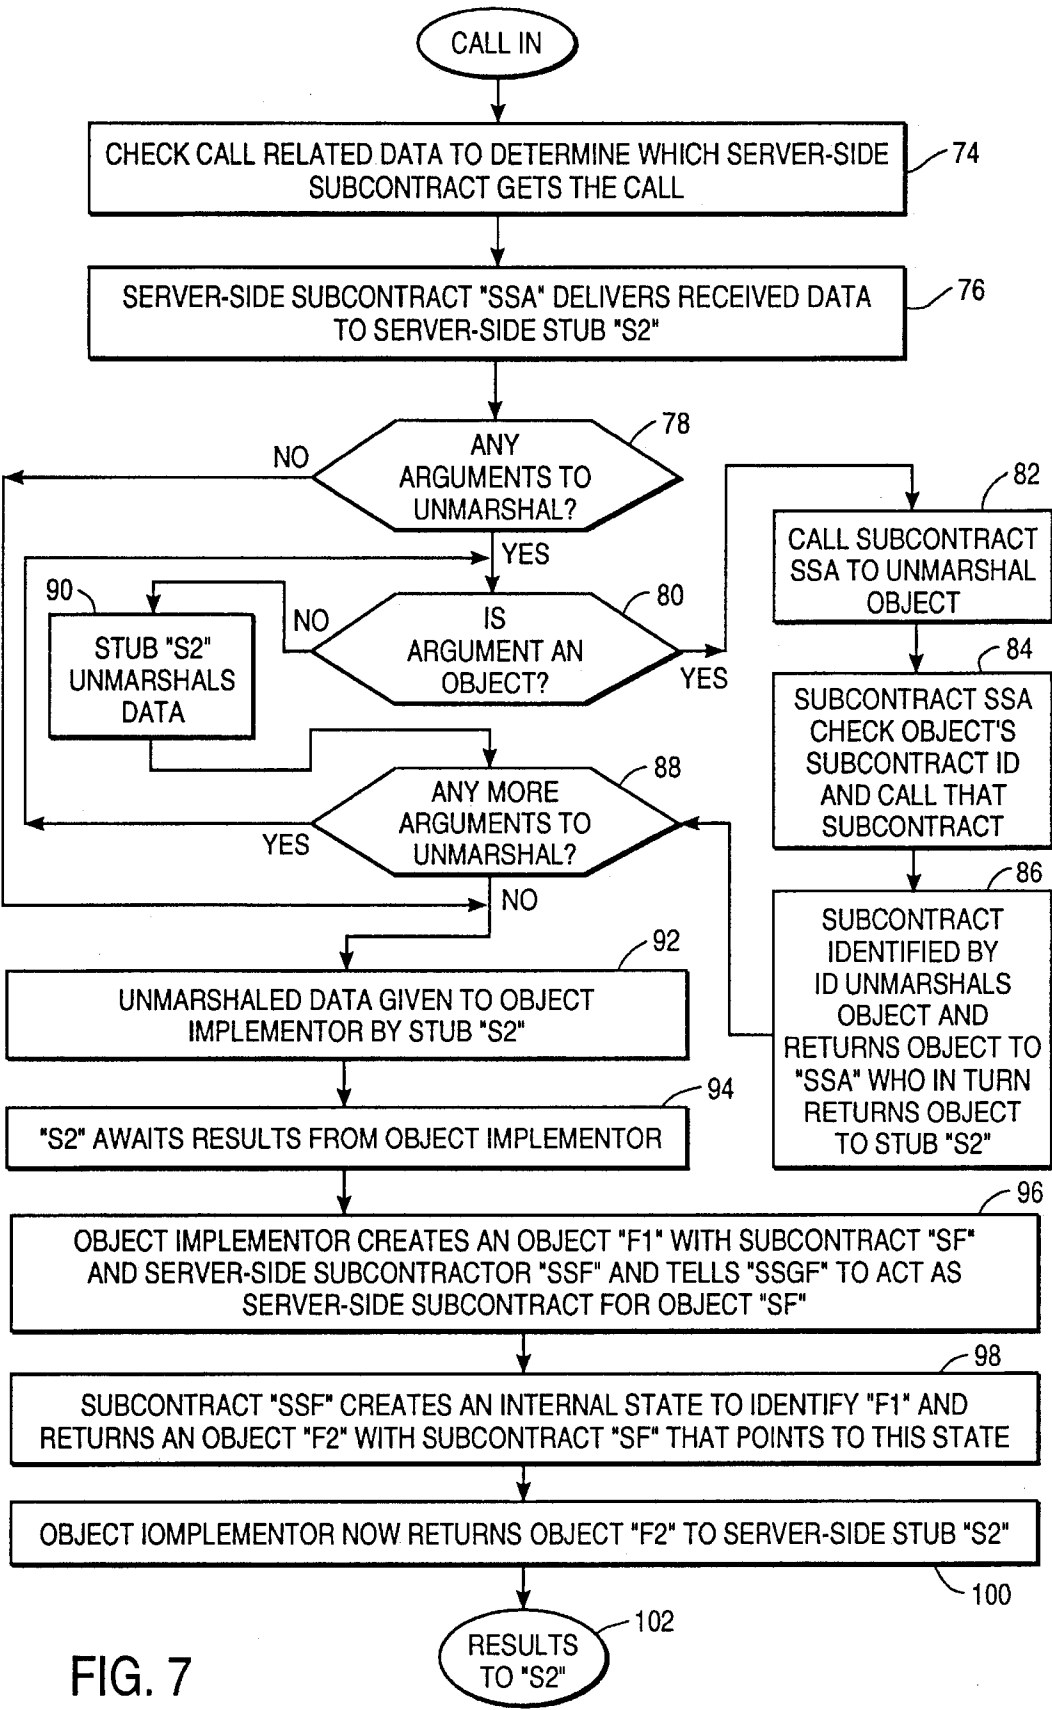 CALL IN
CHECK CALL RELATED DATA TO DETERMINE WHICH SERVER-SIDE
SUBCONTRACT GETS THE CALL
74
SERVER-SIDE SUBCONTRACT "SSA" DELIVERS RECEIVED DATA
TO SERVER-SIDE STUB "S2"
76
ANY
ARGUMENTS TO
UNMARSHAL?
78
NO
YES
IS
ARGUMENT AN
OBJECT?
80
NO
YES
82
CALL SUBCONTRACT
SSA TO UNMARSHAL
OBJECT
84
SUBCONTRACT SSA
CHECK OBJECT'S
SUBCONTRACT ID
AND CALL THAT
SUBCONTRACT
86
SUBCONTRACT
IDENTIFIED BY
ID UNMARSHALS
OBJECT AND
RETURNS OBJECT TO
"SSA" WHO IN TURN
RETURNS OBJECT
TO STUB "S2"
90
STUB "S2"
UNMARSHALS
DATA
ANY MORE
ARGUMENTS TO
UNMARSHAL?
88
YES
NO
92
UNMARSHALED DATA GIVEN TO OBJECT
IMPLEMENTOR BY STUB "S2"
94
"S2" AWAITS RESULTS FROM OBJECT IMPLEMENTOR
96
OBJECT IMPLEMENTOR CREATES AN OBJECT "F1" WITH SUBCONTRACT "SF"
AND SERVER-SIDE SUBCONTRACTOR "SSF" AND TELLS "SSGF" TO ACT AS
SERVER-SIDE SUBCONTRACT FOR OBJECT "SF"
98
SUBCONTRACT "SSF" CREATES AN INTERNAL STATE TO IDENTIFY "F1" AND
RETURNS AN OBJECT "F2" WITH SUBCONTRACT "SF" THAT POINTS TO THIS STATE
OBJECT IOMPLEMENTOR NOW RETURNS OBJECT "F2" TO SERVER-SIDE STUB "S2"
100
RESULTS
TO "S2"
102
FIG. 7